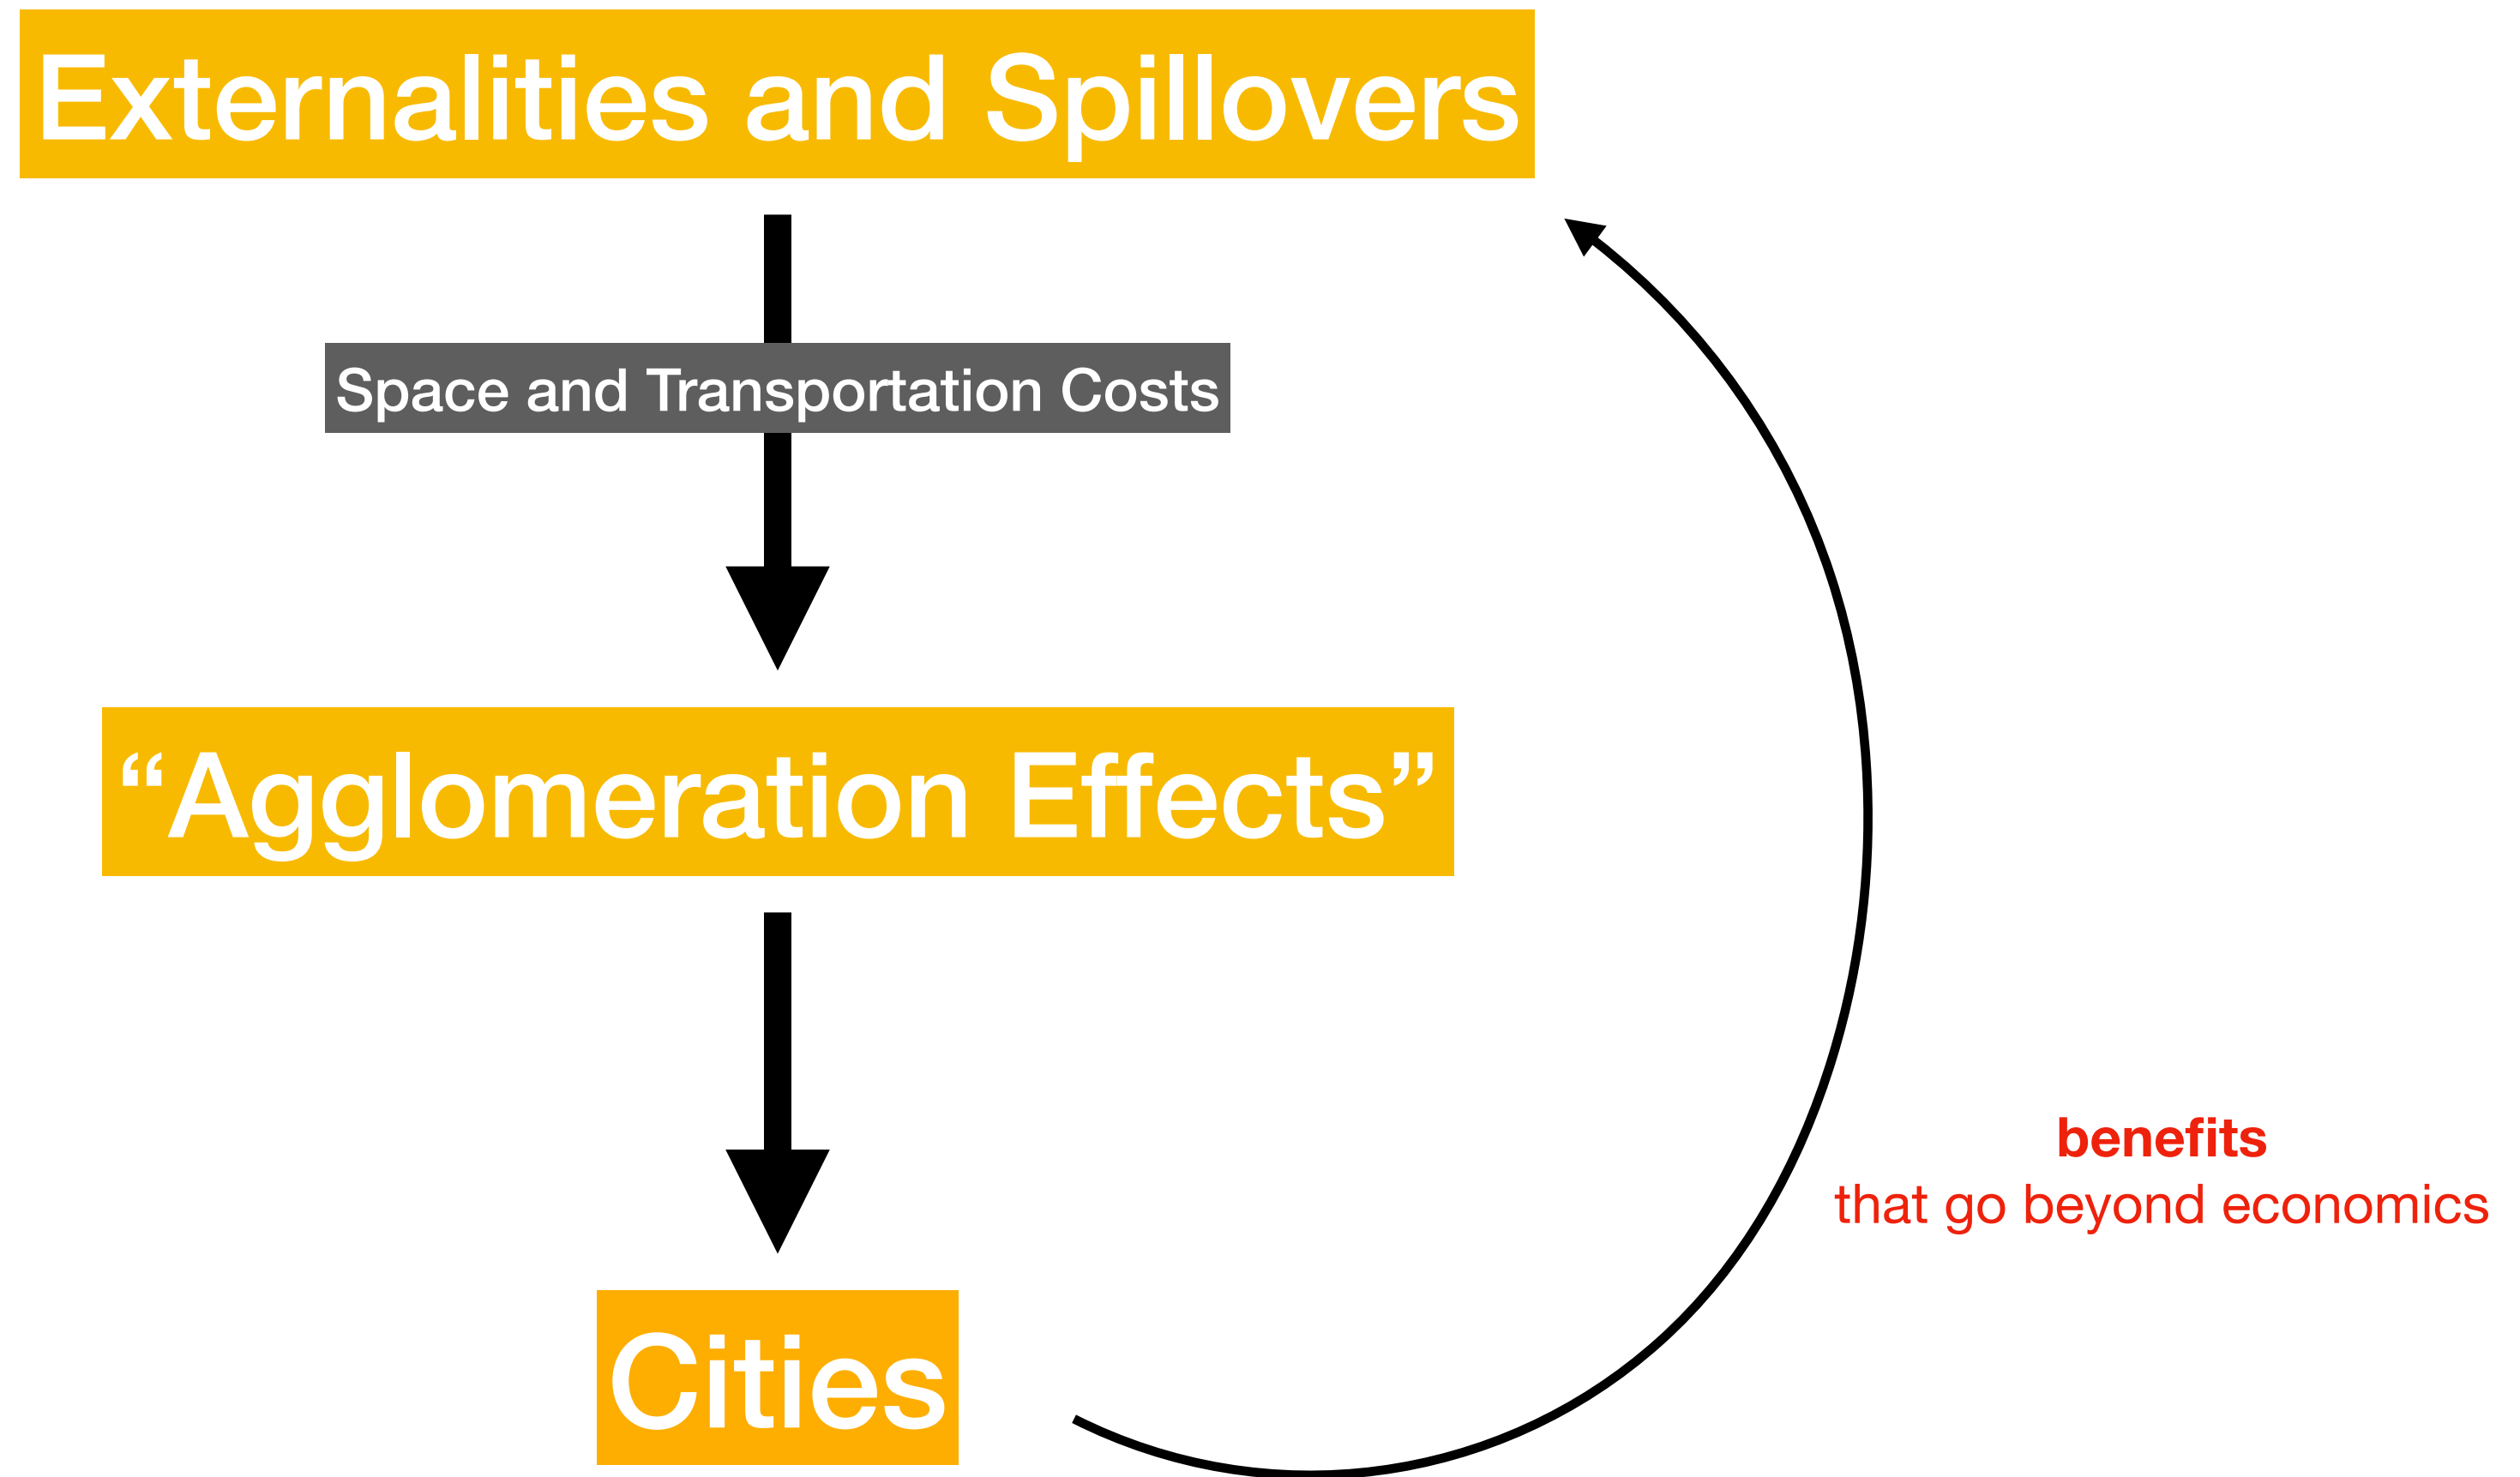 Externalities and Spillovers
Space and Transportation Costs
“Agglomeration Effects”
benefits
that go beyond economics
Cities